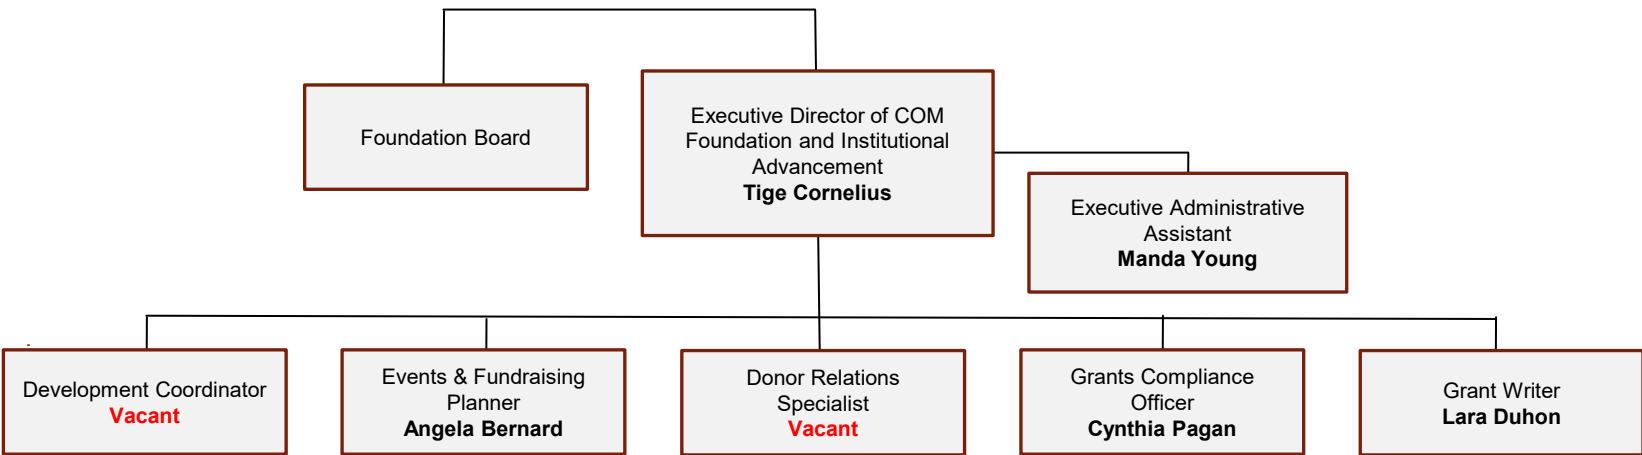 Foundation Board
Executive Director of COM
Foundation and Institutional
Advancement
Tige Cornelius
Executive Administrative
Assistant
Manda Young
Development Coordinator
Vacant
Events & Fundraising
Planner
Angela Bernard
Donor Relations
Specialist
Vacant
Grants Compliance
Officer
Cynthia Pagan
Grant Writer
Lara Duhon